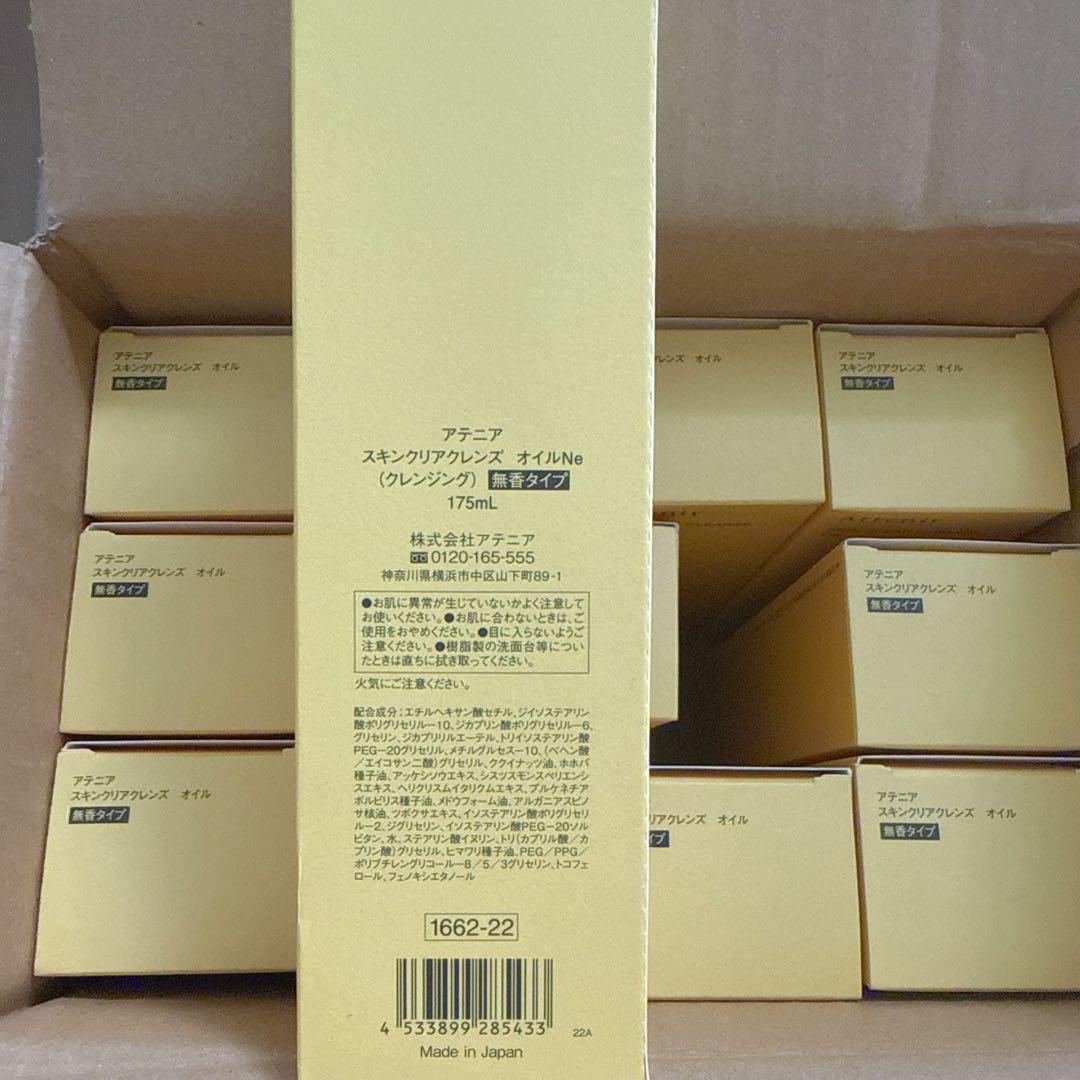 アテニア
スキンクリアクレンズ オイルNe
(クレンジング) 無香タイプ
175mL
株式会社アテニア
0120-165-555
神奈川県横浜市中区山下町89-1
●お肌に異常が生じていないかよく注意して
お使いください。●お肌に合わないときは、ご
使用をおやめください。●目に入らないようご
注意ください。●樹脂製の洗面台等につい
たときは直ちに拭き取ってください。
火気にご注意ください。
配合成分;エチルヘキサン酸セチル、ジイソステアリン
酸ポリグリセリル−10、ジカプリン酸ポリグリセリル−6、
グリセリン、ジカプリリルエーテル、トリイソステアリン酸
PEG−20グリセリル、メチルグルセス−10、(ベヘン酸
/エイコサン二酸)グリセリル、ククイナッツ油、ホホバ
種子油、アッケシソウエキス、シスツスモンスペリエンシ
スエキス、ヘリクリスムイタリクムエキス、プルケネチア
ボルビリス種子油、メドウフォーム油、アルガニアスピノ
サ核油、ツボクサエキス、イソステアリン酸ポリグリセリ
ル−2、ジグリセリン、イソステアリン酸PEG−20ソル
ビタン、水、ステアリン酸イヌリン、トリ(カプリル酸/カ
プリン酸)グリセリル、ヒマワリ種子油、PEG/PPG/
ポリブチレングリコール−8/5/3グリセリン、トコフェ
ロール、フェノキシエタノール
1662-22
4 533899 285433
22A
Made in Japan
アテニア
スキンクリアクレンズ オイル
無香タイプ
レンズ オイル
アテニア
スキンクリアクレンズ オイル
無香タイプ
Attenir
アテニア
スキンクリアクレンズ オイル
無香タイプ
アテニア
スキンクリアクレンズ オイル
無香タイプ
アテニア
スキンクリアクレンズ オイル
無香タイプ
リアクレンズ オイル
イプ
アテニア
スキンクリアクレンズ オイル
無香タイプ